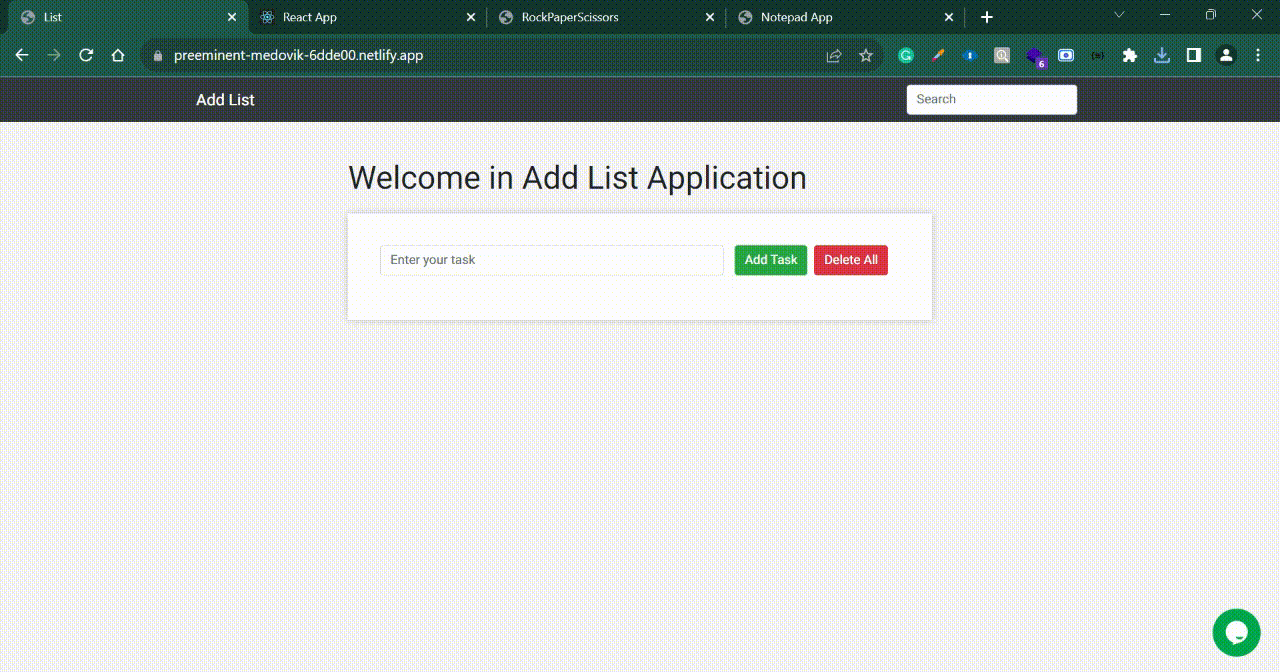 List
React App
RockPaperScissors
Notepad App
preeminent-medovik-6dde00.netlify.app
6
Add List
Search
Welcome in Add List Application
Enter your task
Add Task
Delete All